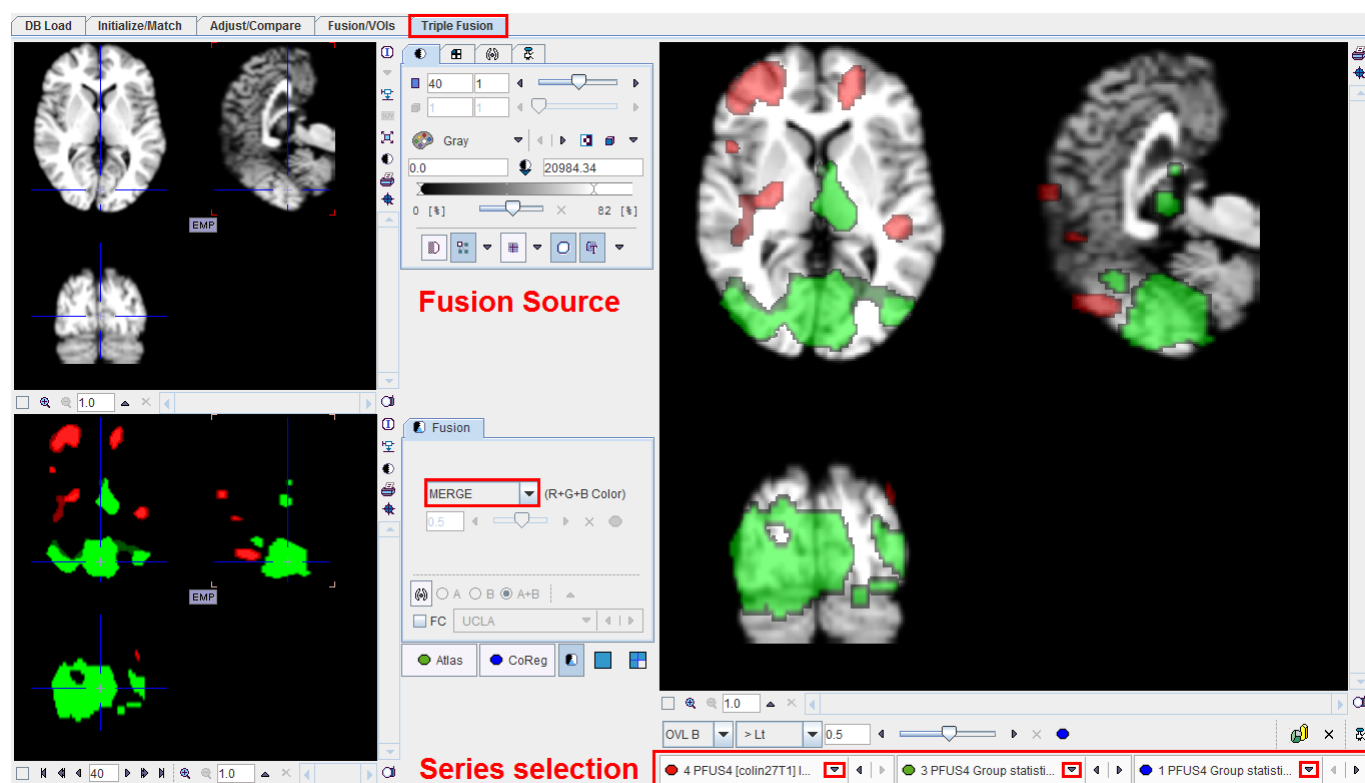 DB Load Initialize/Match Adjust/Compare Fusion/VOIs Triple Fusion
40 1
1 1
Gray
0.0 20984.34
0 [%] 82 [%]
EMP
Fusion Source
1.0
Fusion
MERGE (R+G+B Color)
0.5
A B A+B
EMP
FC UCLA
Atlas CoReg
1.0
OVL B > Lt 0.5
40 1.0
Series selection
4 PFUS4 [colin27T1] I... 3 PFUS4 Group statisti... 1 PFUS4 Group statisti...